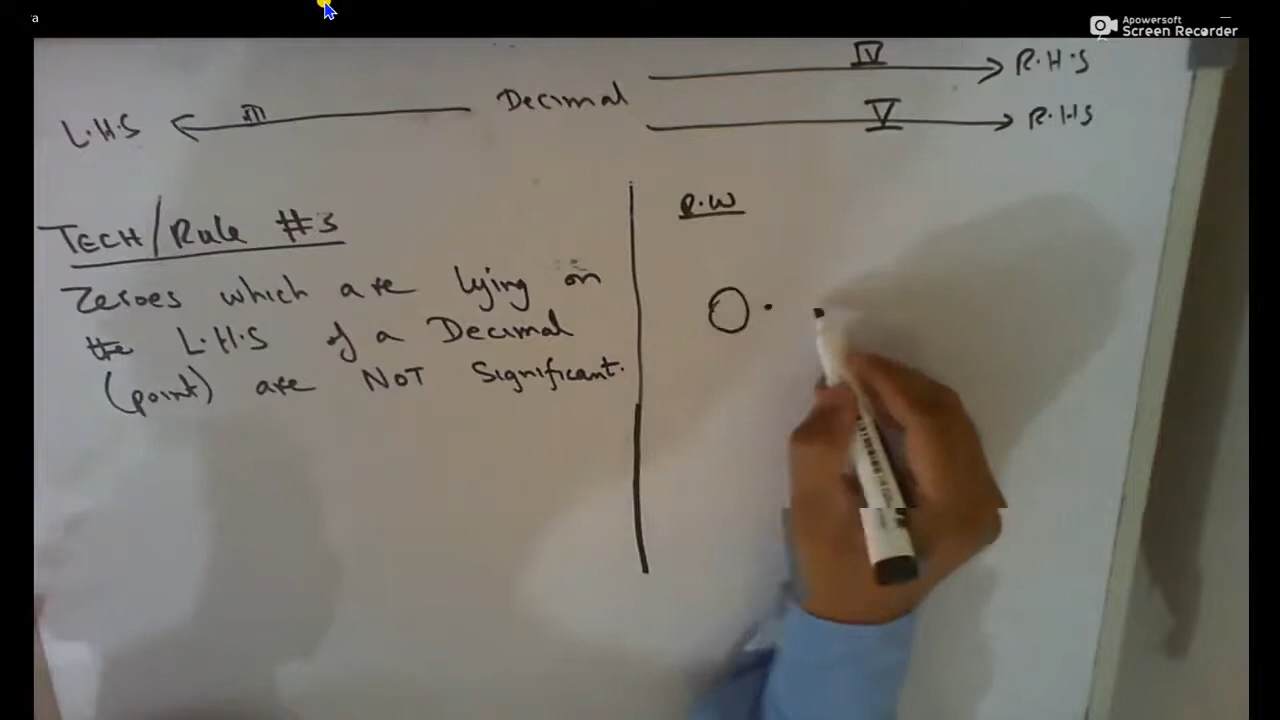 ra
Apowersoft
Screen Recorder
IV
R.H.S
L.H.S III Decimal
V
R.H.S
TECH/Rule #3
R.W
Zeroes which are lying on
the L.H.S of a Decimal
(point) are NOT Significant.
0.